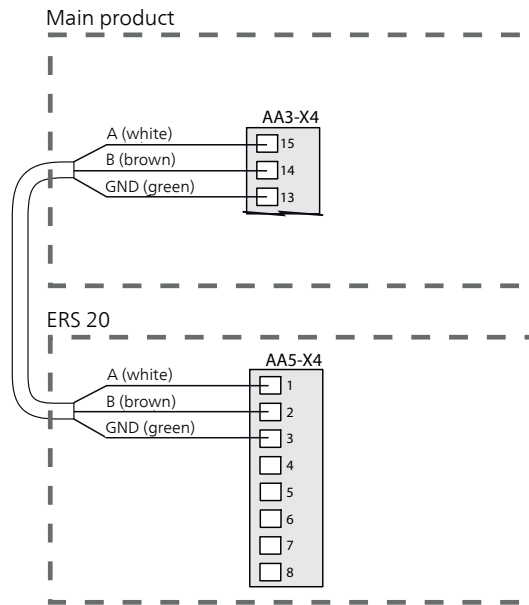 Main product
AA3-X4
A (white)
15
B (brown)
14
GND (green)
13
ERS 20
AA5-X4
A (white)
1
B (brown)
2
GND (green)
3
4
5
6
7
8